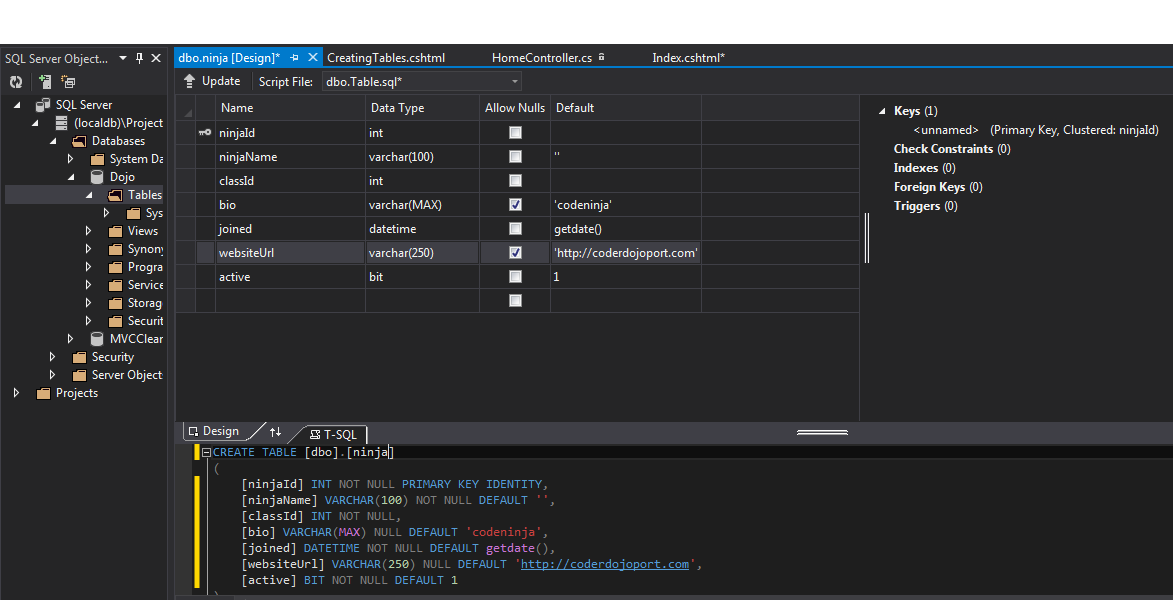 SQL Server Object...
dbo.ninja [Design]* CreatingTables.cshtml HomeController.cs Index.cshtml*
Update Script File: dbo.Table.sql*
SQL Server
(localdb)\Project
Databases
System Da
Dojo
Tables
Sys
Views
Synony
Progra
Service
Storag
Securit
MVCClear
Security
Server Object
Projects
Name Data Type Allow Nulls Default
ninjaId int
ninjaName varchar(100) ''
classId int
bio varchar(MAX) 'codeninja'
joined datetime getdate()
websiteUrl varchar(250) 'http://coderdojoport.com'
active bit 1
Keys (1)
<unnamed> (Primary Key, Clustered: ninjaId)
Check Constraints (0)
Indexes (0)
Foreign Keys (0)
Triggers (0)
Design T-SQL
CREATE TABLE [dbo].[ninja]
(
[ninjaId] INT NOT NULL PRIMARY KEY IDENTITY,
[ninjaName] VARCHAR(100) NOT NULL DEFAULT '',
[classId] INT NOT NULL,
[bio] VARCHAR(MAX) NULL DEFAULT 'codeninja',
[joined] DATETIME NOT NULL DEFAULT getdate(),
[websiteUrl] VARCHAR(250) NULL DEFAULT 'http://coderdojoport.com',
[active] BIT NOT NULL DEFAULT 1